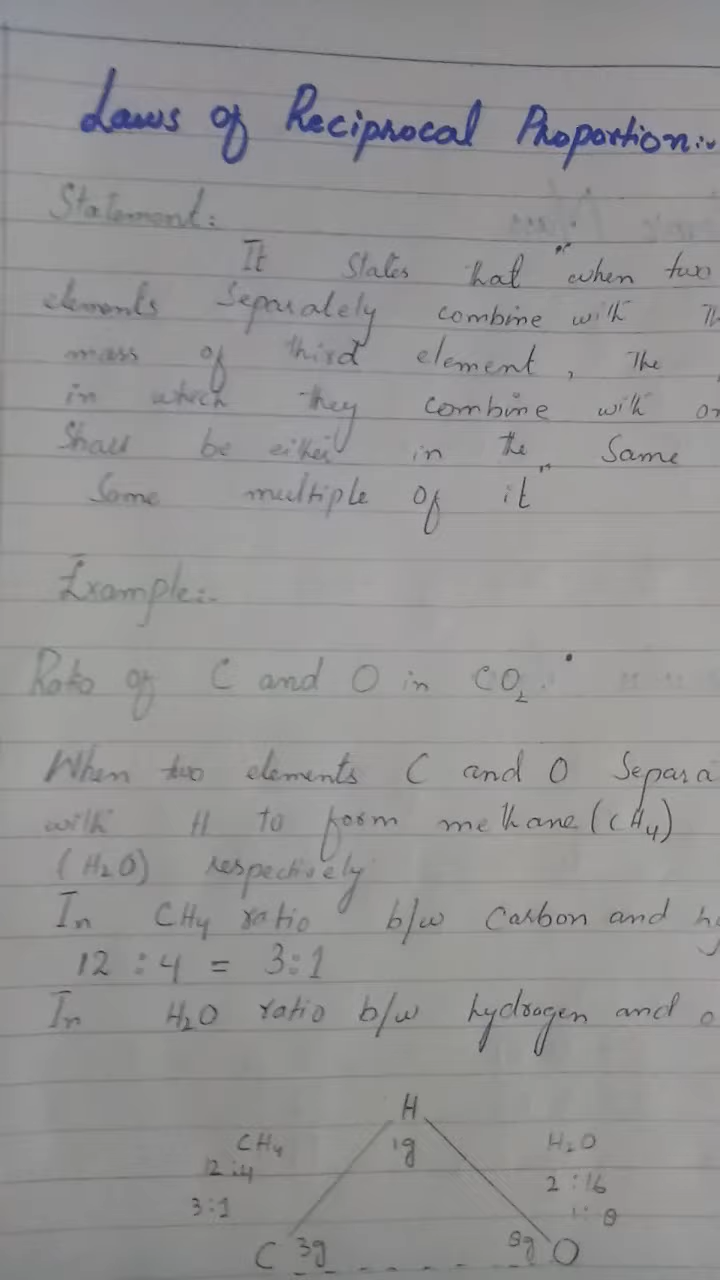 Laws of Reciprocal Proportion:
Statement:
It States that "when two
elements Separately combine with
mass of third element, The
in which they combine with
Shall be either in the Same
Same multiple of it"
Example:-
Rato of C and O in CO₂.
When two elements C and O Separa
with H to form methane (CH₄)
(H₂O) respectively
In CH₄ ratio b/w Carbon and hy
12 : 4 = 3:1
In H₂O ratio b/w hydrogen and o
H
CH₄ 1g H₂O
12:4 2:16
3:1 1:8
C 3g 8g O